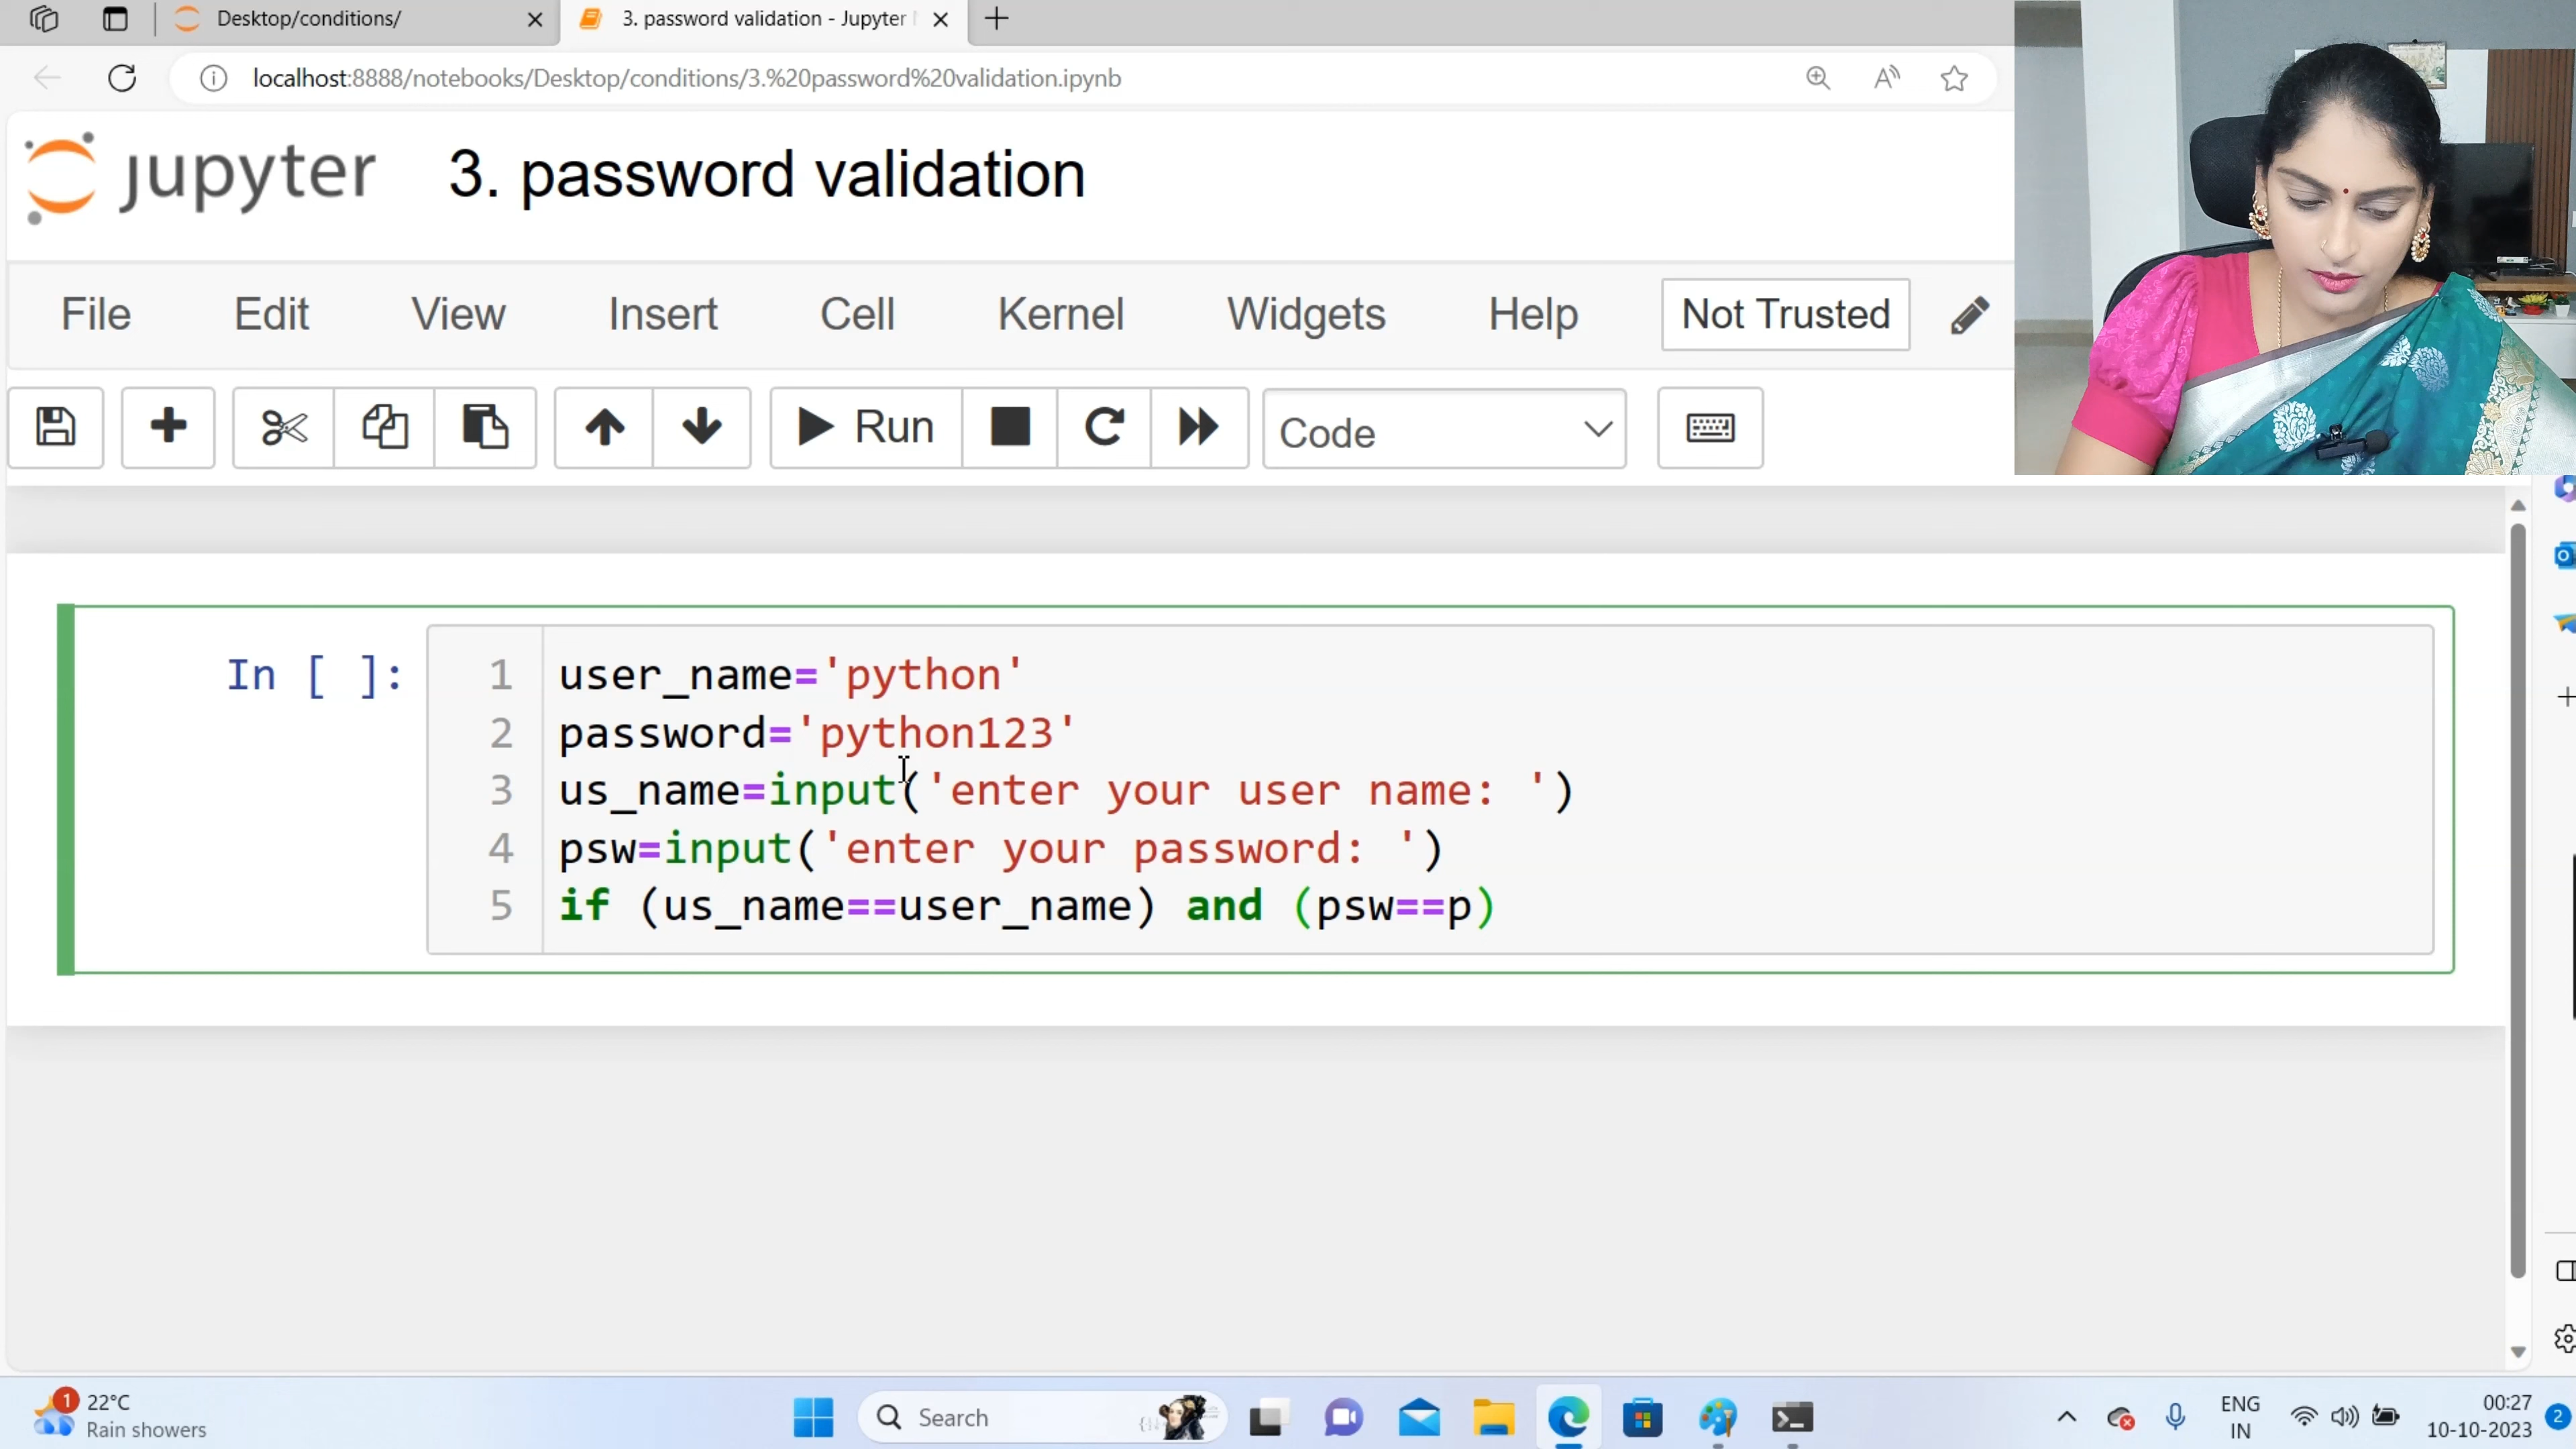 Desktop/conditions/
3. password validation - Jupyter
localhost:8888/notebooks/Desktop/conditions/3.%20password%20validation.ipynb
jupyter 3. password validation
File Edit View Insert Cell Kernel Widgets Help Not Trusted
Run Code
In [ ]:
1 user_name='python'
2 password='python123'
3 us_name=input('enter your user name: ')
4 psw=input('enter your password: ')
5 if (us_name==user_name) and (psw==p)
1
22°C
Rain showers
Search
ENG
IN
00:27
10-10-2023
2